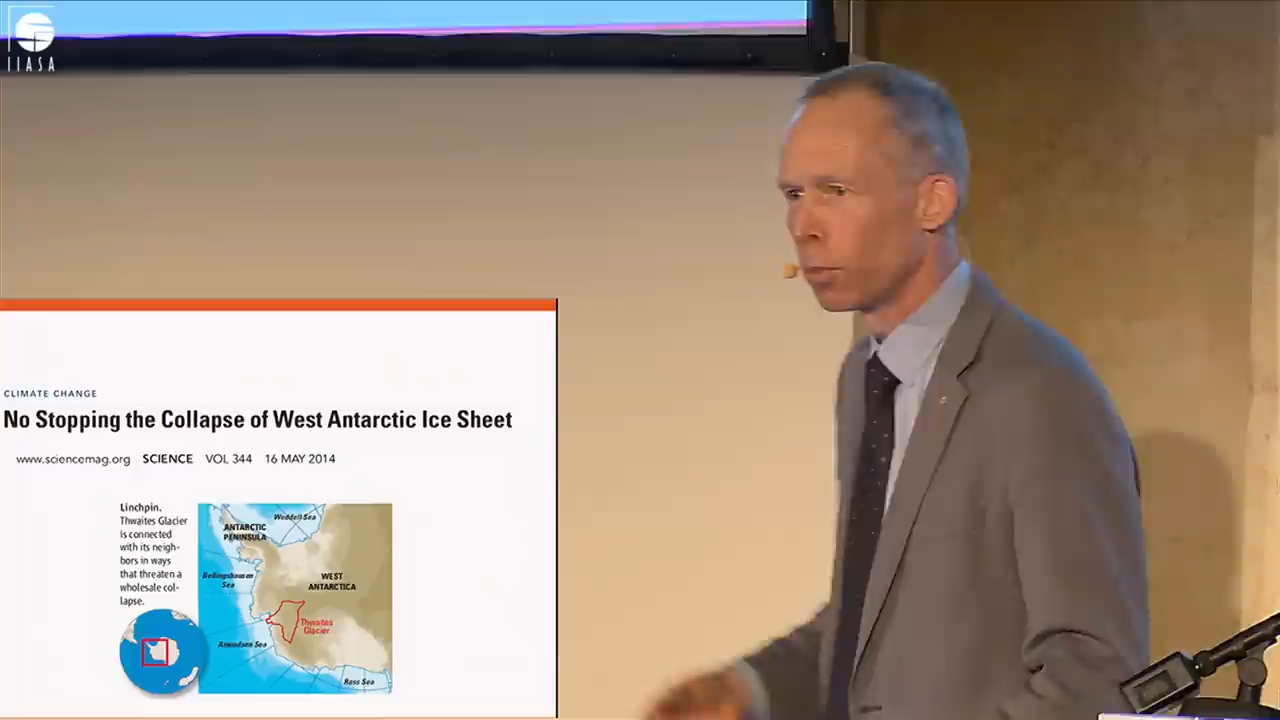 IIASA
CLIMATE CHANGE
No Stopping the Collapse of West Antarctic Ice Sheet
www.sciencemag.org SCIENCE VOL 344 16 MAY 2014
Linchpin.
Thwaites Glacier
is connected
with its neigh-
bors in ways
that threaten a
wholesale col-
lapse.
Weddell Sea
ANTARCTIC
PENINSULA
Bellingshausen
Sea
WEST
ANTARCTICA
Thwaites
Glacier
Amundsen Sea
Ross Sea